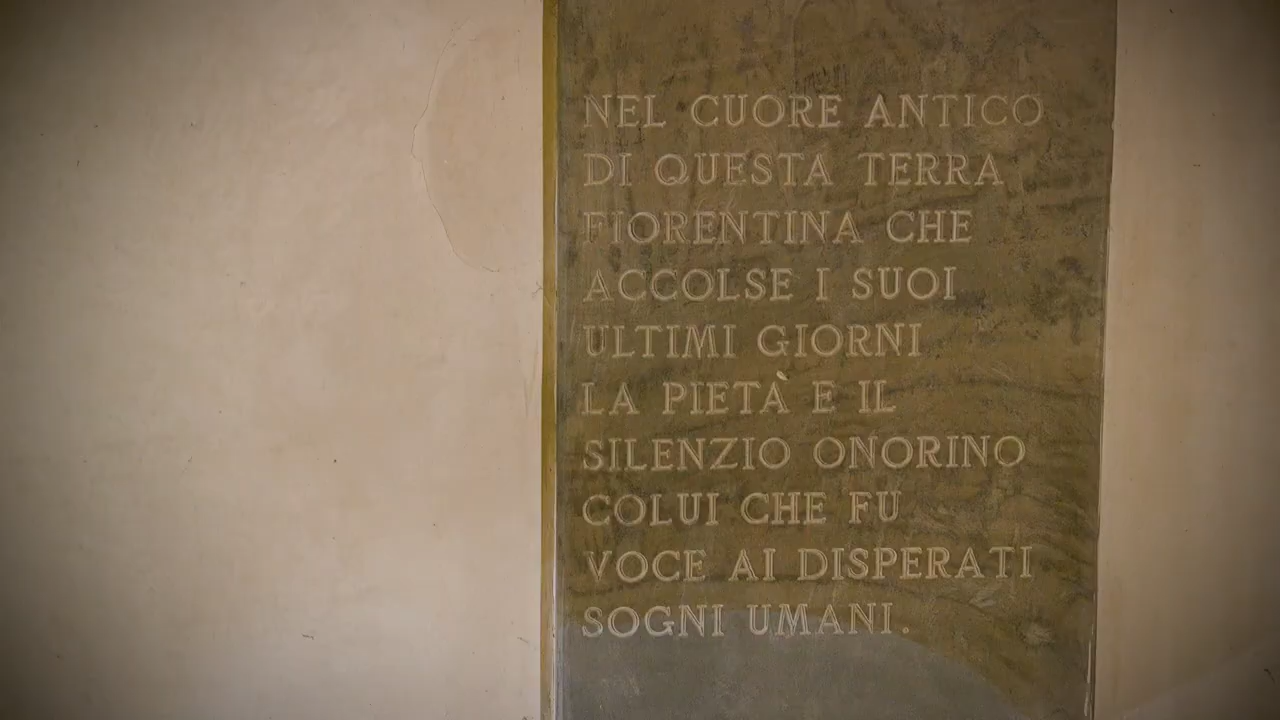 NEL CUORE ANTICO
DI QUESTA TERRA
FIORENTINA CHE
ACCOLSE I SUOI
ULTIMI GIORNI
LA PIETÀ E IL
SILENZIO ONORINO
COLUI CHE FU
VOCE AI DISPERATI
SOGNI UMANI.